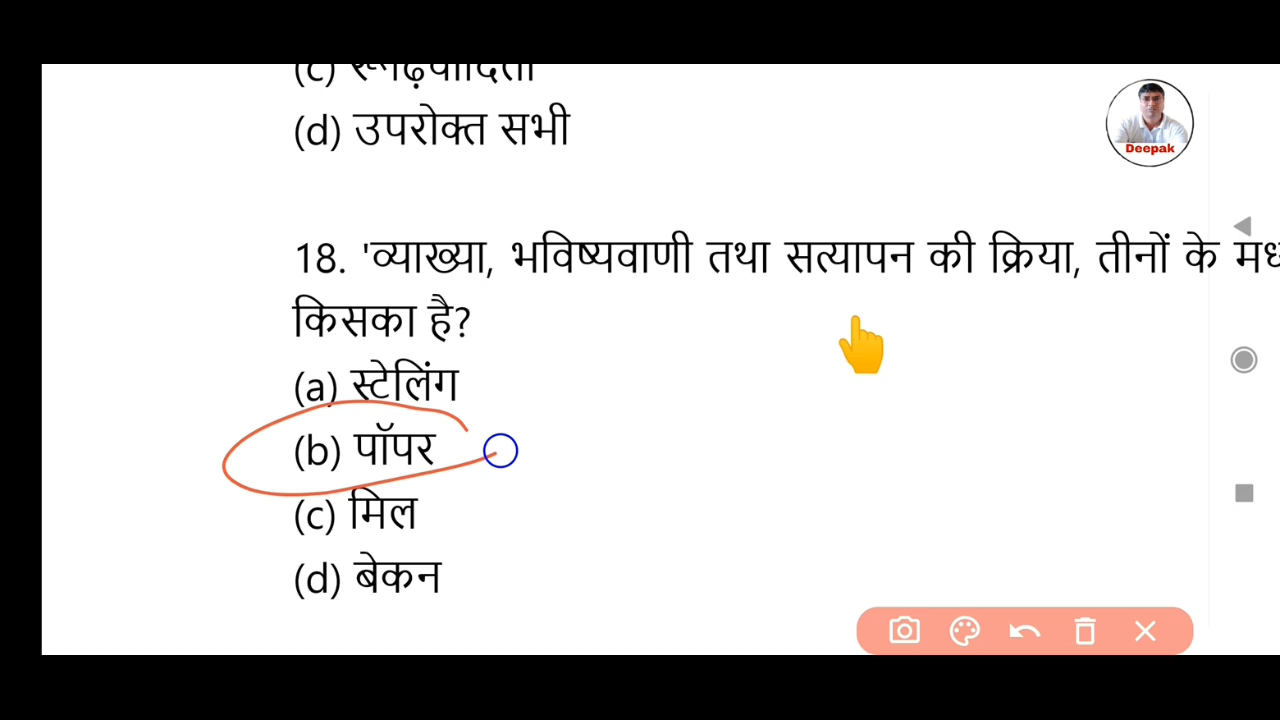 (d) उपरोक्त सभी
Deepak
18. 'व्याख्या, भविष्यवाणी तथा सत्यापन की क्रिया, तीनों के
किसका है?
(a) स्टेलिंग
(b) पॉपर
(c) मिल
(d) बेकन